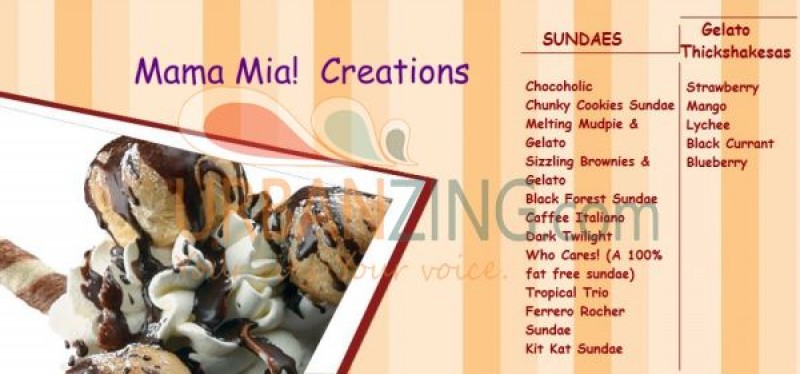 Mama Mia!  Creations
SUNDAES
Chocoholic
Chunky Cookies Sundae
Melting Mudpie &
Gelato
Sizzling Brownies &
Gelato
Black Forest Sundae
Caffee Italiano
Dark Twilight
Who Cares! (A 100%
fat free sundae)
Tropical Trio
Ferrero Rocher
Sundae
Kit Kat Sundae
Gelato
Thickshakesas
Strawberry
Mango
Lychee
Black Currant
Blueberry
URBANZING.com
Your city. Your voice.